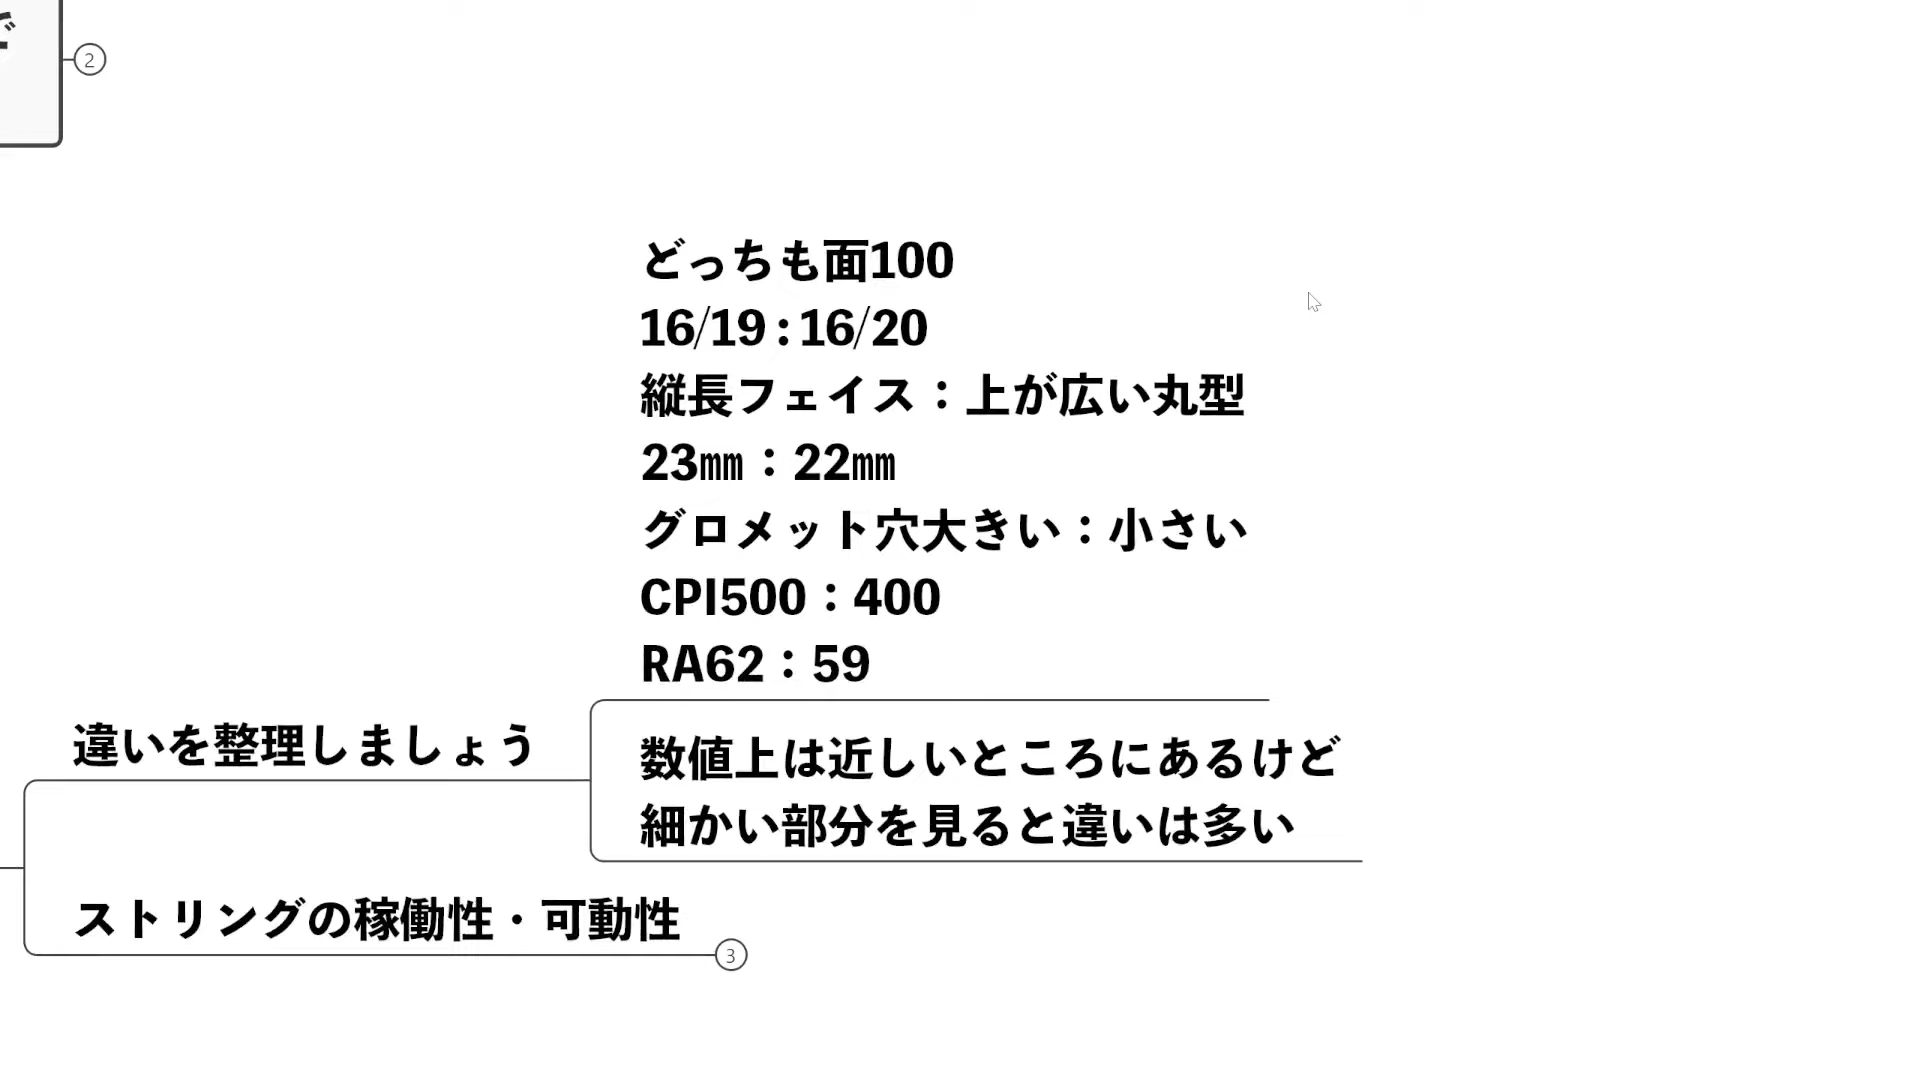 で
2
どっちも面100
16/19:16/20
縦長フェイス：上が広い丸型
23㎜：22㎜
グロメット穴大きい：小さい
CPI500：400
RA62：59
違いを整理しましょう
数値上は近しいところにあるけど
細かい部分を見ると違いは多い
ストリングの稼働性・可動性
3